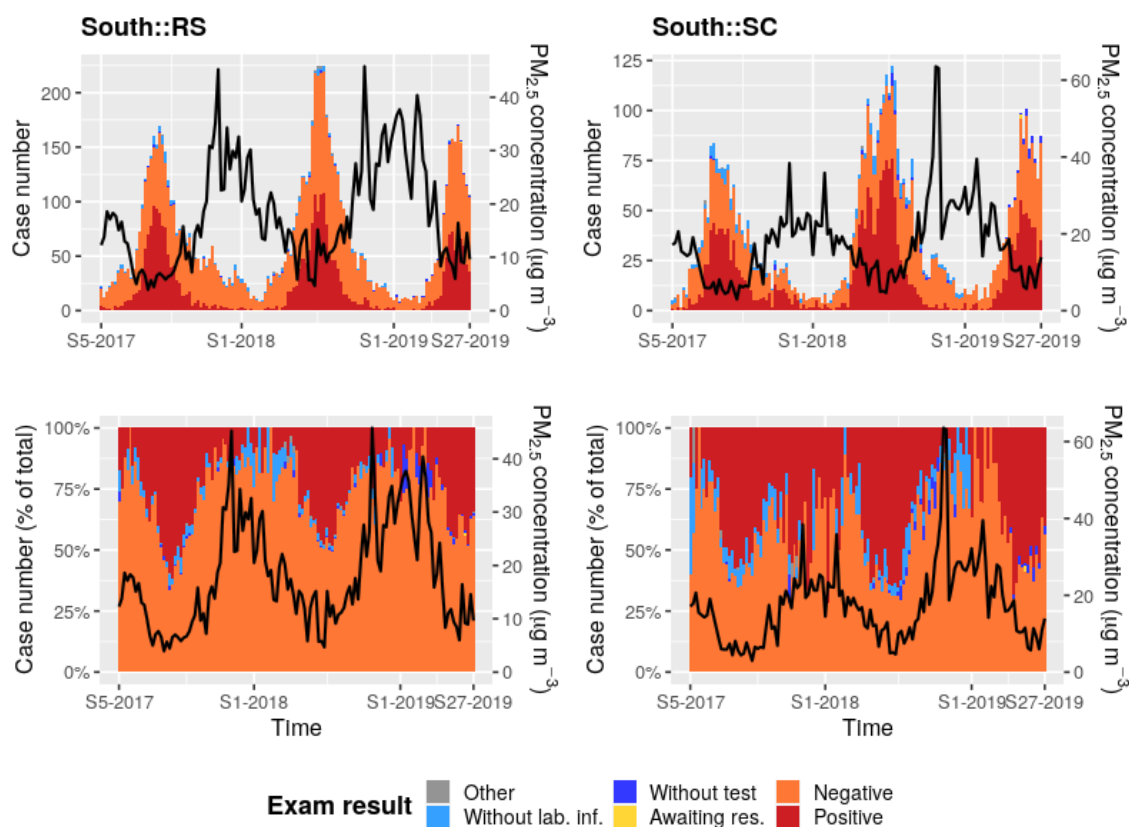 South::RS
Case number
200
150
100
50
0
PM2.5 concentration (µg m−3)
40
30
20
10
0
S5-2017 S1-2018 S1-2019 S27-2019
South::SC
Case number
125
100
75
50
25
0
PM2.5 concentration (µg m−3)
60
40
20
0
S5-2017 S1-2018 S1-2019 S27-2019
Case number (% of total)
100%
75%
50%
25%
0%
PM2.5 concentration (µg m−3)
40
30
20
10
0
S5-2017 S1-2018 S1-2019 S27-2019
Time
Case number (% of total)
100%
75%
50%
25%
0%
PM2.5 concentration (µg m−3)
60
40
20
0
S5-2017 S1-2018 S1-2019 S27-2019
Time
Exam result
Other Without test Negative
Without lab. inf. Awaiting res. Positive